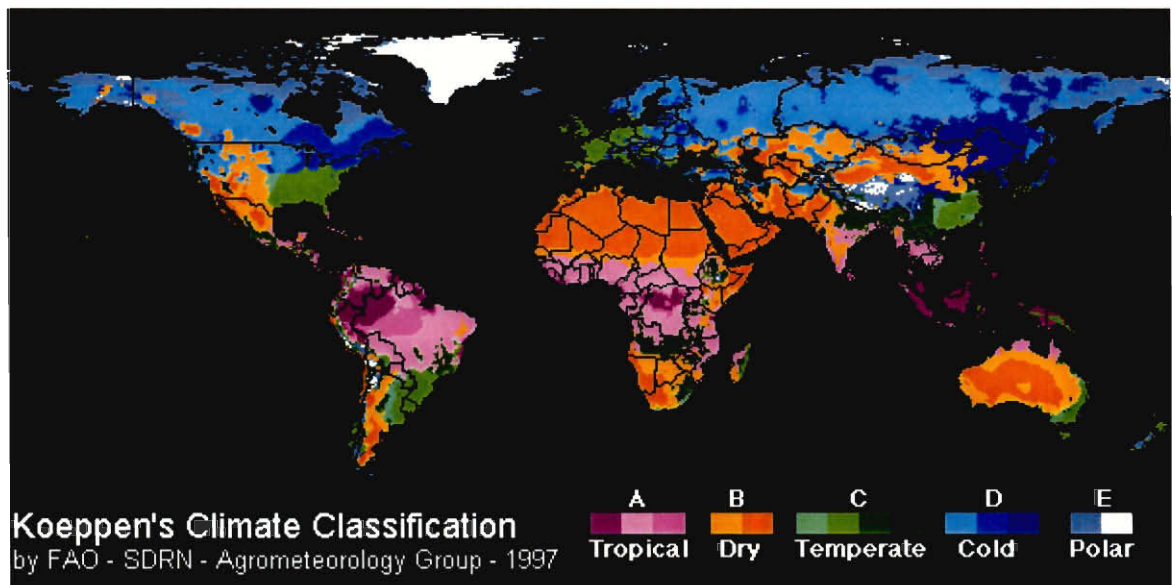 Koeppen's Climate Classification
by FAO - SDRN - Agrometeorology Group - 1997
A B C D E
Tropical Dry Temperate Cold Polar